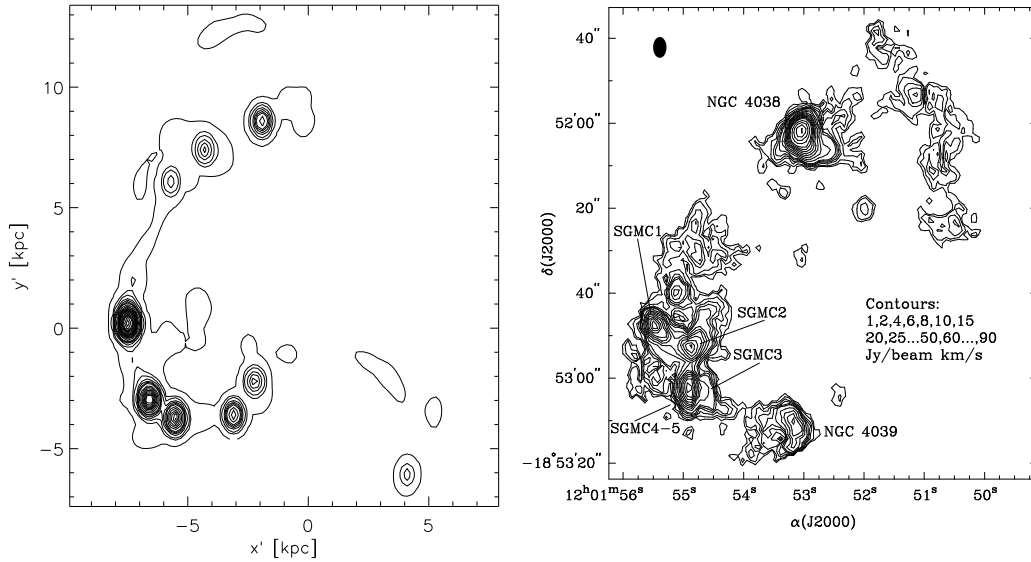 10
5
0
−5
y' [kpc]
−5
0
5
x' [kpc]
40"
52'00"
20"
40"
53'00"
−18°53'20"
δ(J2000)
NGC 4038
SGMC1
SGMC2
SGMC3
SGMC4−5
NGC 4039
Contours:
1,2,4,6,8,10,15
20,25...50,60...,90
Jy/beam km/s
12h01m56s
55s
54s
53s
52s
51s
50s
α(J2000)